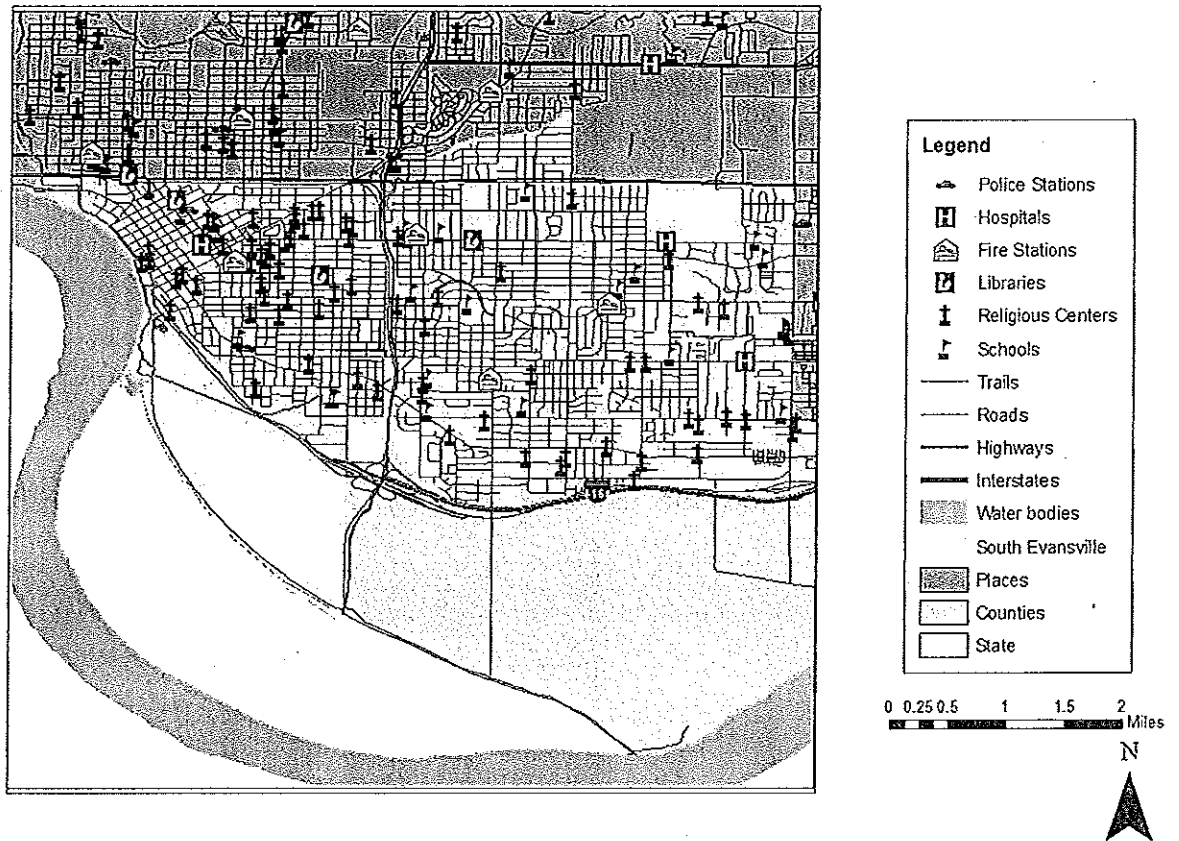 Legend
Police Stations
H Hospitals
Fire Stations
Libraries
Religious Centers
Schools
Trails
Roads
Highways
Interstates
Water bodies
South Evansville
Places
Counties
State
0 0.25 0.5 1 1.5 2
Miles
N
H
H
H
H